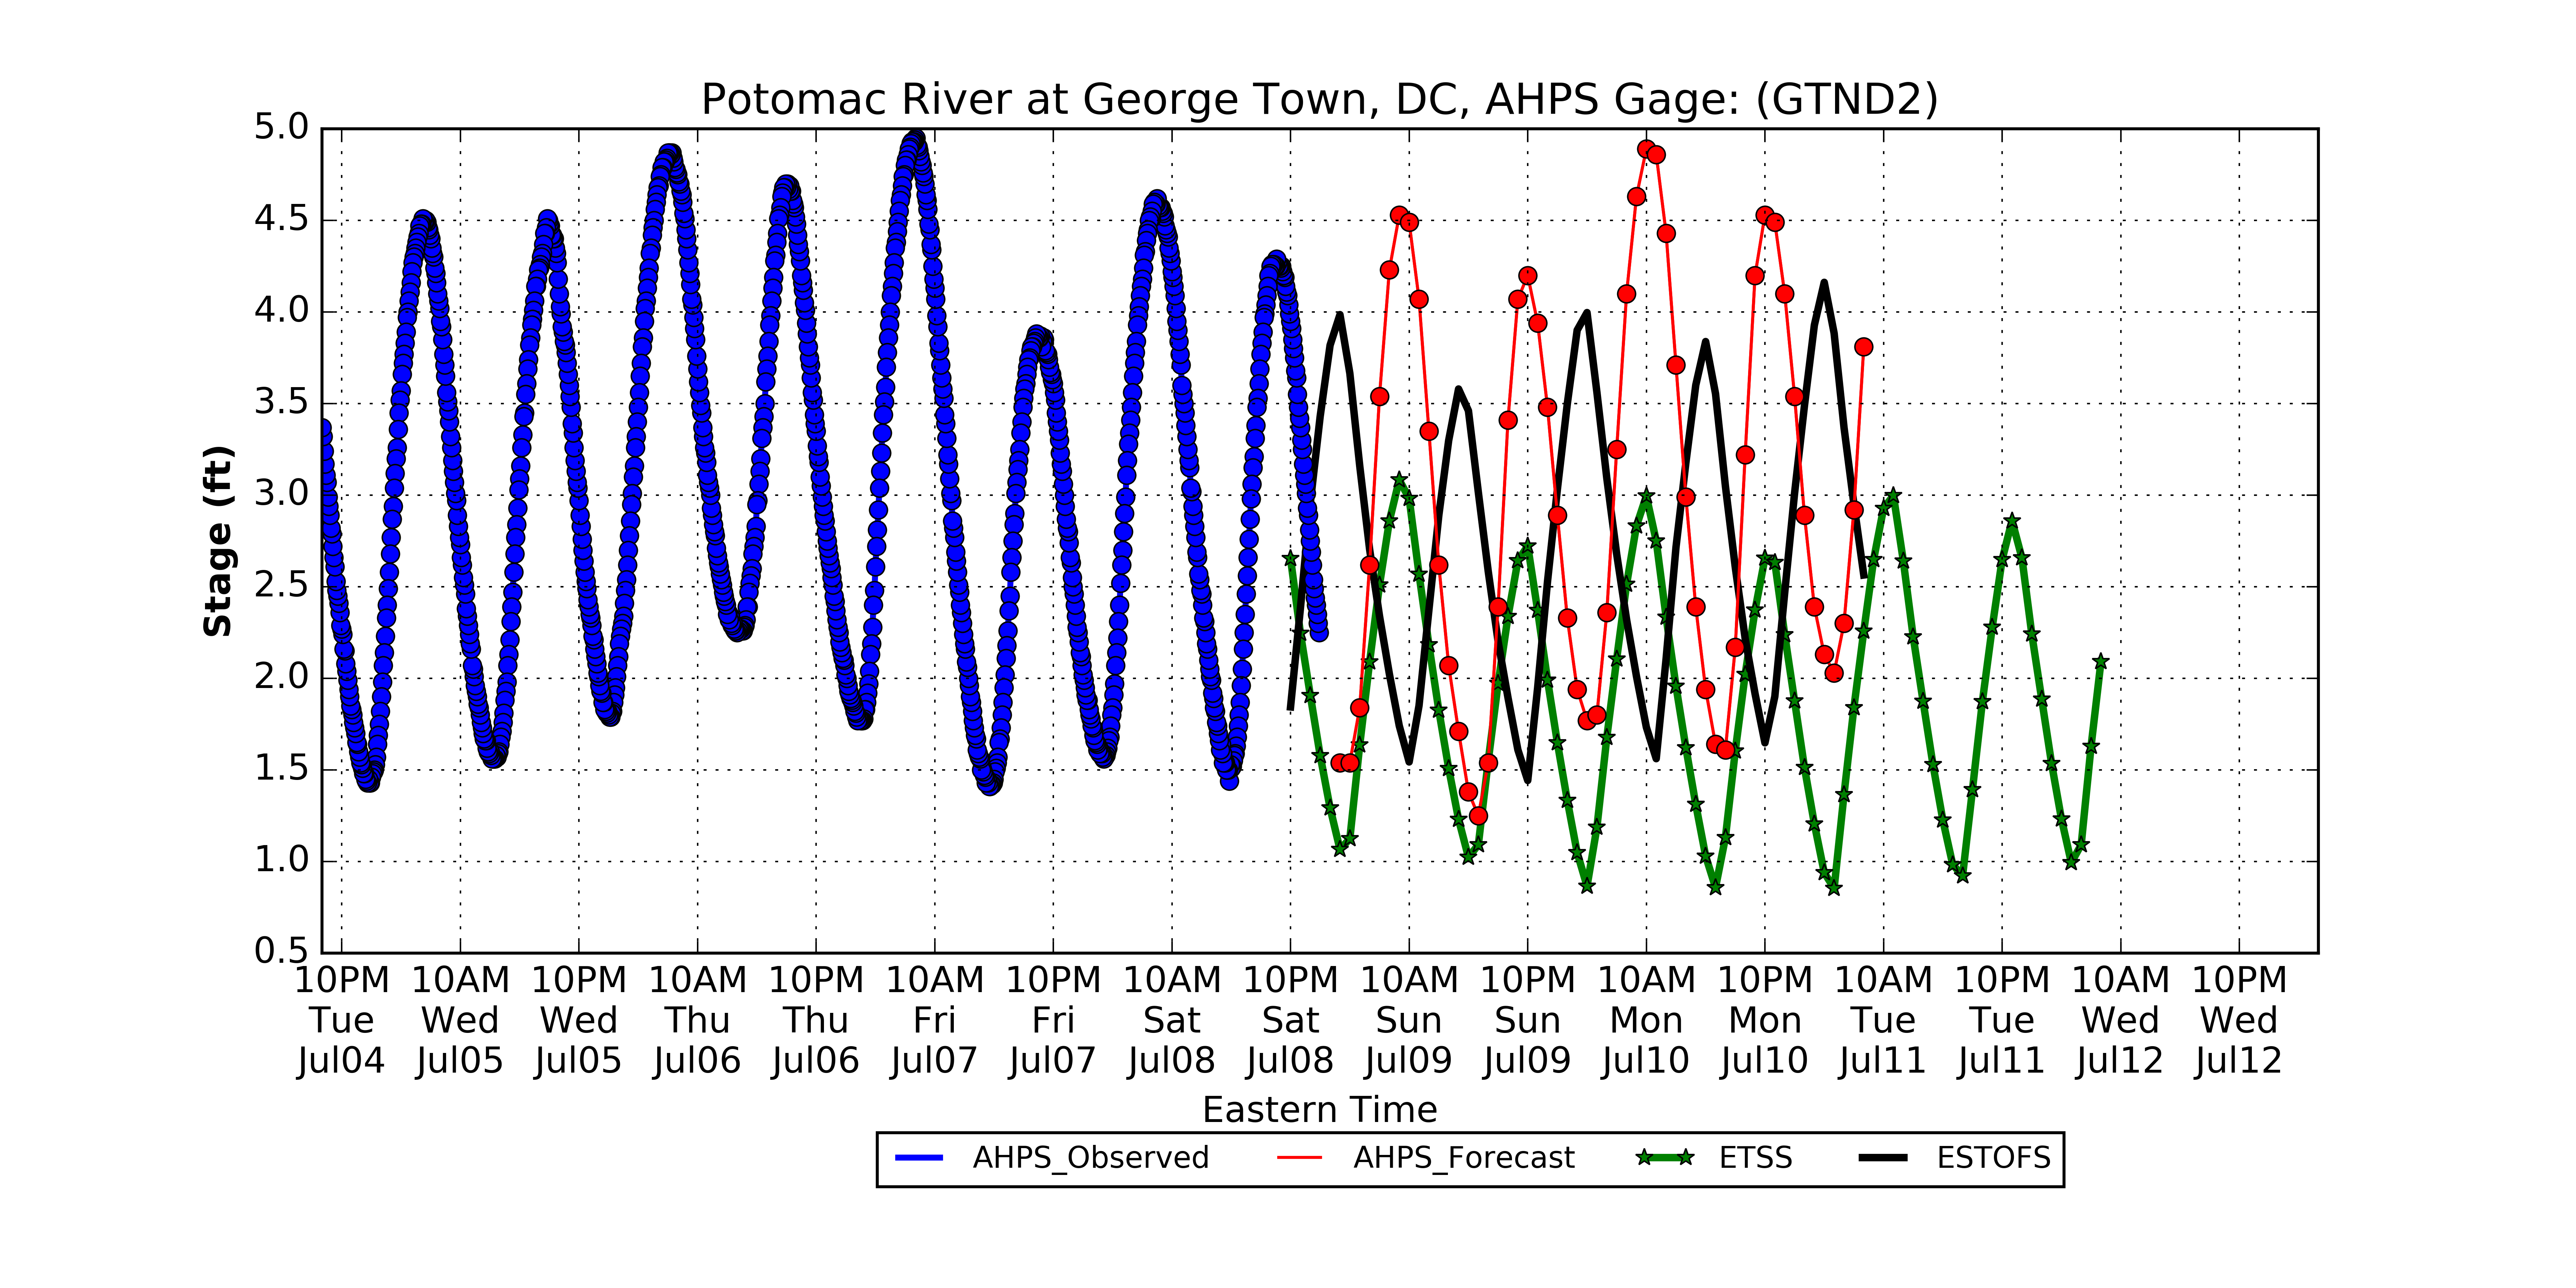 Potomac River at George Town, DC, AHPS Gage: (GTND2)
5.0
4.5
4.0
3.5
3.0
2.5
2.0
1.5
1.0
0.5
Stage (ft)
10PM 10AM 10PM 10AM 10PM 10AM 10PM 10AM 10PM 10AM 10PM 10AM 10PM 10AM 10PM 10AM 10PM
Tue Wed Wed Thu Thu Fri Fri Sat Sat Sun Sun Mon Mon Tue Tue Wed Wed
Jul04 Jul05 Jul05 Jul06 Jul06 Jul07 Jul07 Jul08 Jul08 Jul09 Jul09 Jul10 Jul10 Jul11 Jul11 Jul12 Jul12
Eastern Time
AHPS_Observed AHPS_Forecast ETSS ESTOFS